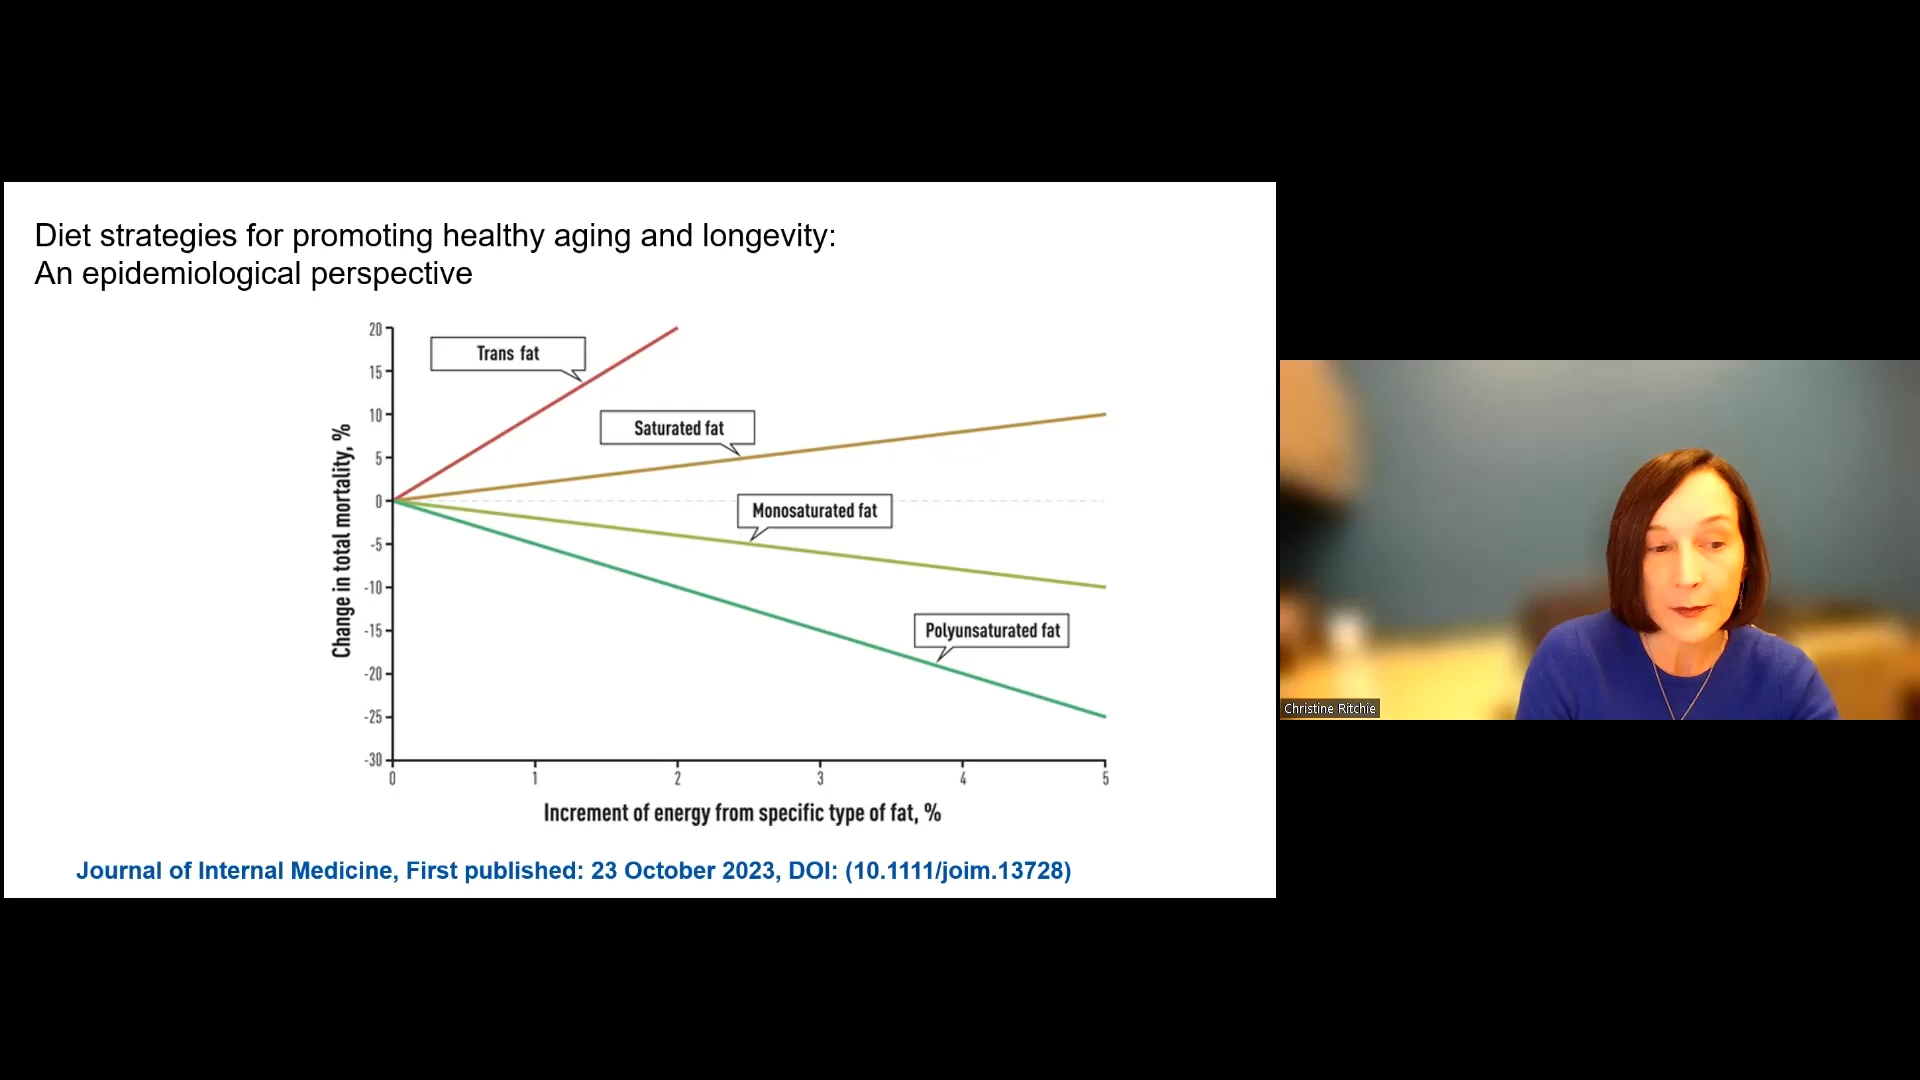 Diet strategies for promoting healthy aging and longevity:
An epidemiological perspective
20
15
10
5
0
-5
-10
-15
-20
-25
-30
Change in total mortality, %
Trans fat
Saturated fat
Monosaturated fat
Polyunsaturated fat
0 1 2 3 4 5
Increment of energy from specific type of fat, %
Journal of Internal Medicine, First published: 23 October 2023, DOI: (10.1111/joim.13728)
Christine Ritchie